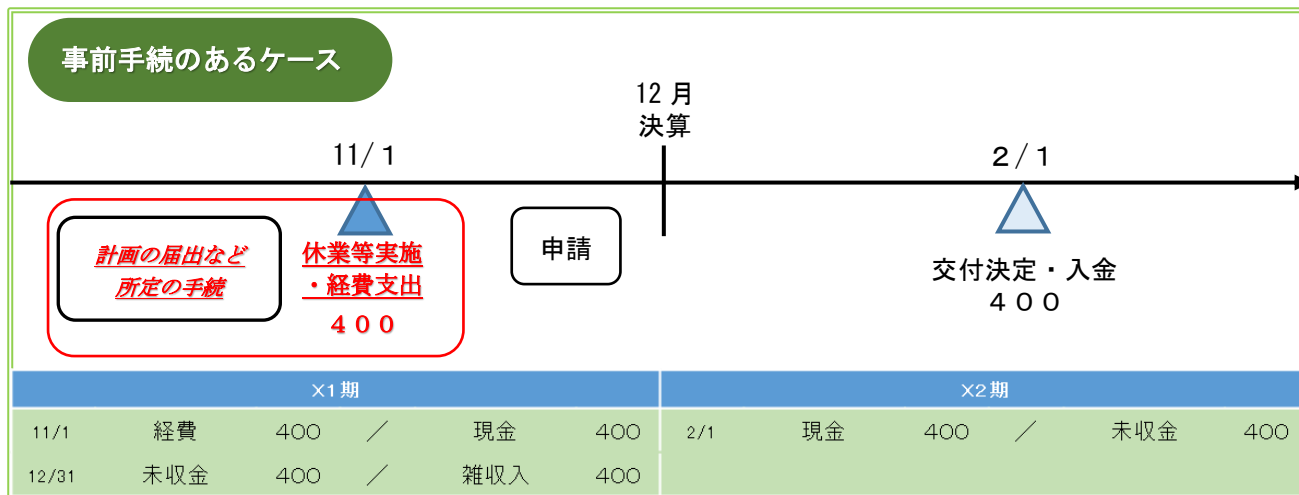 事前手続のあるケース
12 月
決算
11/１
２/１
計画の届出など
所定の手続
休業等実施
・経費支出
４００
申請
交付決定・入金
４００
X1期 X2期
11/1 経費 400 ／ 現金 400 2/1 現金 400 ／ 未収金 400
12/31 未収金 400 ／ 雑収入 400